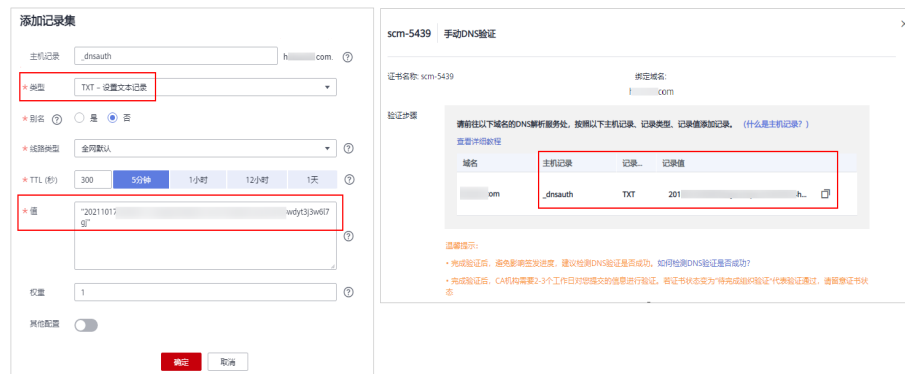 添加记录集
主机记录 _dnsauth h com. ?
* 类型 TXT – 设置文本记录
* 别名 ? 是 否
* 线路类型 全网默认 ?
* TTL (秒) 300 5分钟 1小时 12小时 1天 ?
* 值 "20211017 wdyt3j3w6l7
gj" ?
权重 1 ?
其他配置
确定 取消
scm-5439 手动DNS验证
证书名称: scm-5439 绑定域名:
h com
验证步骤 请前往以下域名的DNS解析服务处，按照以下主机记录、记录类型、记录值添加记录。 (什么是主机记录? )
查看详细教程
域名 主机记录 记录... 记录值
om _dnsauth TXT 201 h...
温馨提示:
• 完成验证后，避免影响签发进度，建议检测DNS验证是否成功。如何检测DNS验证是否成功?
• 完成验证后，CA机构需要2-3个工作日对您提交的信息进行验证。若证书状态变为"待完成组织验证"代表验证通过，请留意证书状
态